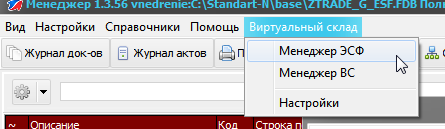 Менеджер 1.3.56 vnedrenie:C:\Standart-N\base\ZTRADE_G_ESF.FDB Поли
Вид Настройки Справочники Помощь Виртуальный склад
Журнал док-ов Журнал актов
Менеджер ЭСФ
Менеджер ВС
Настройки
~ Описание Код Строка п